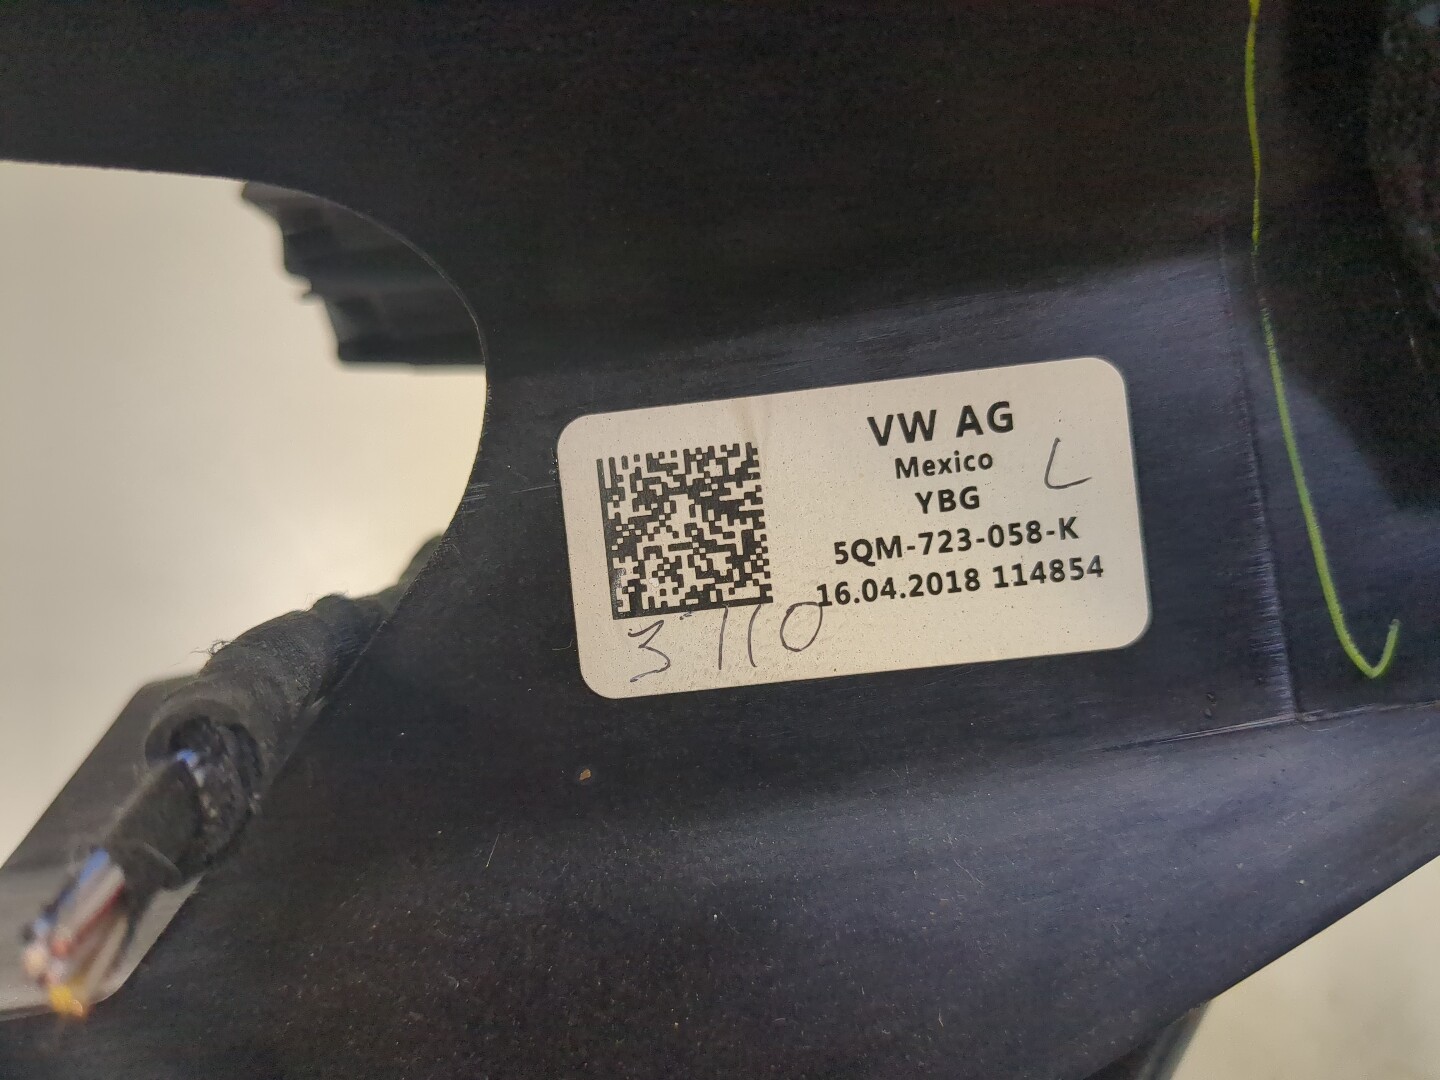 VW AG
Mexico
YBG
L
5QM-723-058-K
16.04.2018 114854
3110